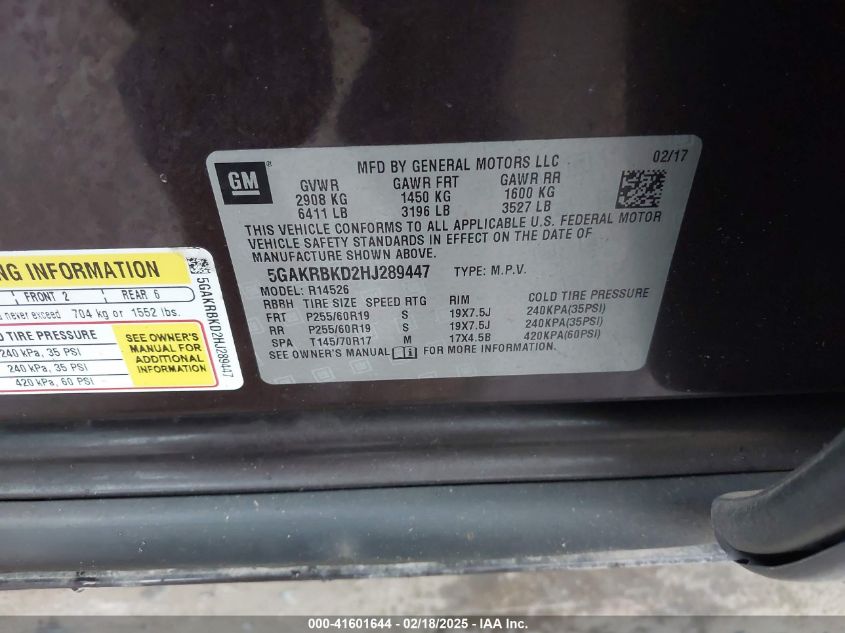 GM
MFD BY GENERAL MOTORS LLC
02/17
GVWR GAWR FRT GAWR RR
2908 KG 1450 KG 1600 KG
6411 LB 3196 LB 3527 LB
THIS VEHICLE CONFORMS TO ALL APPLICABLE U.S. FEDERAL MOTOR
VEHICLE SAFETY STANDARDS IN EFFECT ON THE DATE OF
MANUFACTURE SHOWN ABOVE.
5GAKRBKD2HJ289447 TYPE: M.P.V.
MODEL: R14526
RBRH TIRE SIZE SPEED RTG RIM COLD TIRE PRESSURE
FRT P255/60R19 S 19X7.5J 240KPA(35PSI)
RR P255/60R19 S 19X7.5J 240KPA(35PSI)
SPA T145/70R17 M 17X4.5B 420KPA(60PSI)
SEE OWNER'S MANUAL i FOR MORE INFORMATION.
NG INFORMATION
FRONT 2 REAR 6
never exceed 704 kg or 1552 lbs.
D TIRE PRESSURE
240 kPa, 35 PSI
240 kPa, 35 PSI
420 kPa, 60 PSI
SEE OWNER'S
MANUAL FOR
ADDITIONAL
INFORMATION
5GAKRBKD2HJ289447
000-41601644 — 02/18/2025 — IAA Inc.